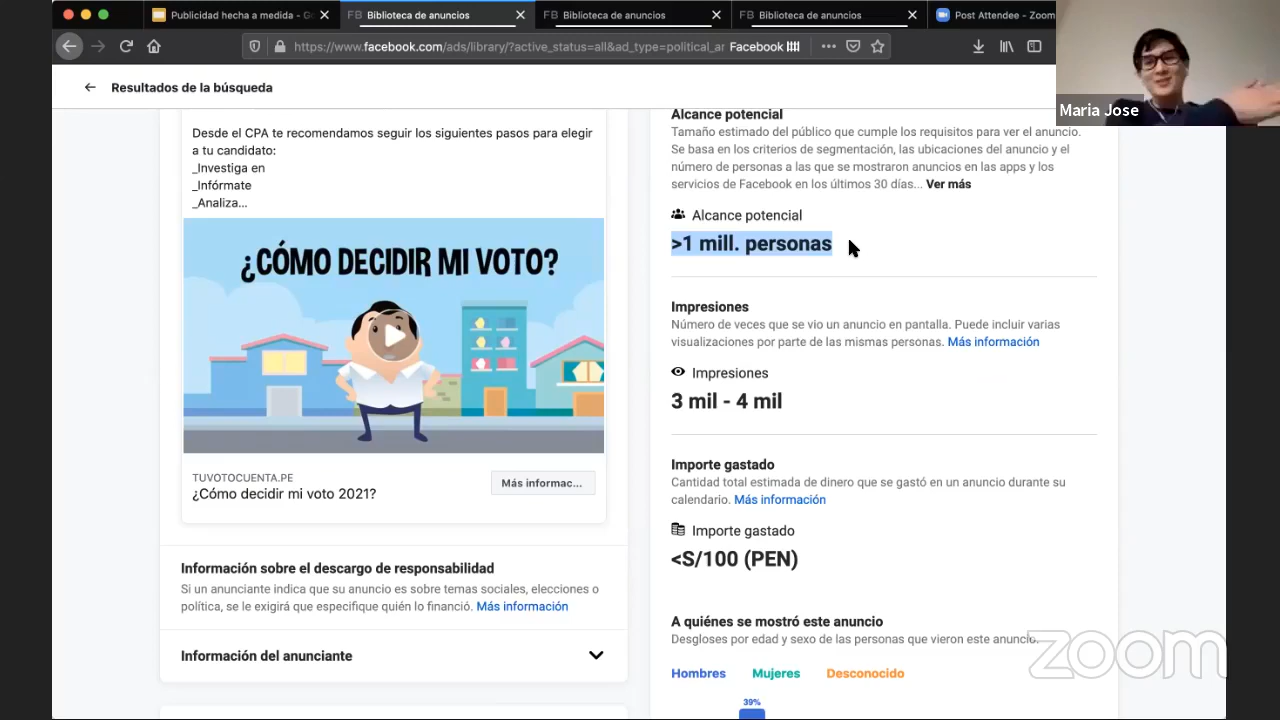 Publicidad hecha a medida - Go
FB Biblioteca de anuncios
FB Biblioteca de anuncios
FB Biblioteca de anuncios
Post Attendee - Zoom
https://www.facebook.com/ads/library/?active_status=all&ad_type=political_ar
Facebook
Maria Jose
Resultados de la búsqueda
Desde el CPA te recomendamos seguir los siguientes pasos para elegir
a tu candidato:
_Investiga en
_Infórmate
_Analiza...
¿CÓMO DECIDIR MI VOTO?
TUVOTOCUENTA.PE
¿Cómo decidir mi voto 2021?
Más informac...
Información sobre el descargo de responsabilidad
Si un anunciante indica que su anuncio es sobre temas sociales, elecciones o
política, se le exigirá que especifique quién lo financió. Más información
Información del anunciante
Alcance potencial
Tamaño estimado del público que cumple los requisitos para ver el anuncio.
Se basa en los criterios de segmentación, las ubicaciones del anuncio y el
número de personas a las que se mostraron anuncios en las apps y los
servicios de Facebook en los últimos 30 días... Ver más
Alcance potencial
>1 mill. personas
Impresiones
Número de veces que se vio un anuncio en pantalla. Puede incluir varias
visualizaciones por parte de las mismas personas. Más información
Impresiones
3 mil - 4 mil
Importe gastado
Cantidad total estimada de dinero que se gastó en un anuncio durante su
calendario. Más información
Importe gastado
<S/100 (PEN)
A quiénes se mostró este anuncio
Desgloses por edad y sexo de las personas que vieron este anuncio.
Hombres Mujeres Desconocido
39%
zoom